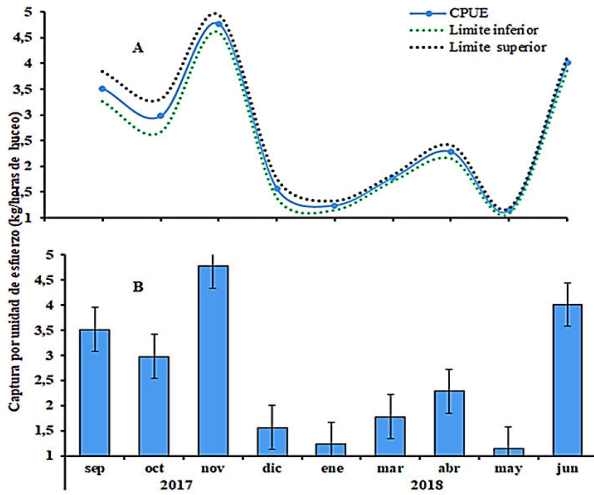 Captura por unidad de esfuerzo (kg/horas de buceo)
CPUE
Limite inferior
Limite superior
A
5
4,5
4
3,5
3
2,5
2
1,5
1
B
5
4,5
4
3,5
3
2,5
2
1,5
1
sep oct nov dic ene mar abr may jun
2017 2018